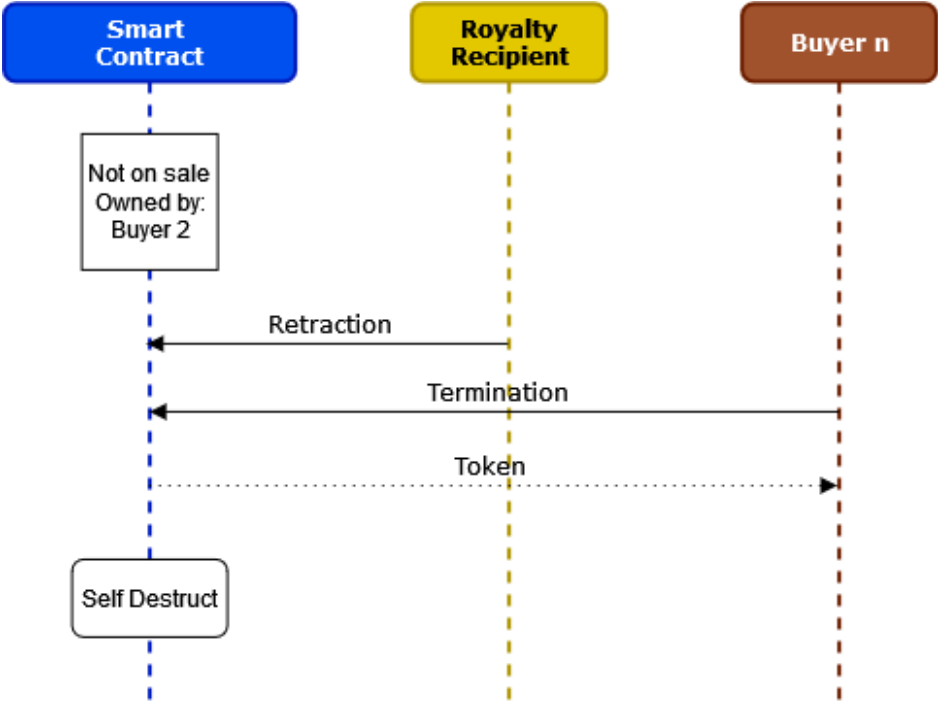 Smart
Contract
Royalty
Recipient
Buyer n
Not on sale
Owned by:
Buyer 2
Retraction
Termination
Token
Self Destruct